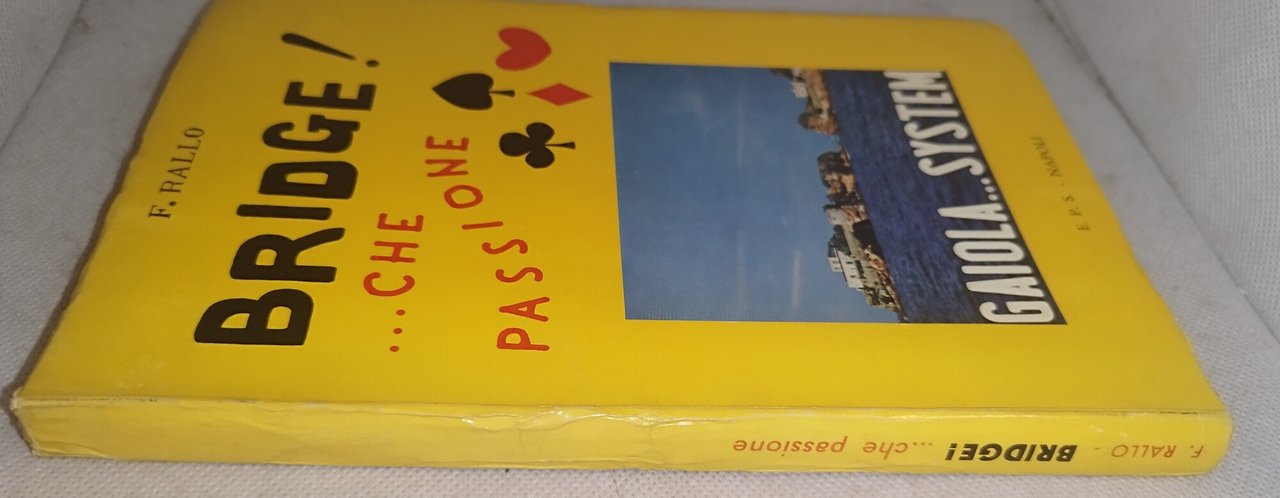 F. RALLO
BRIDGE!
...CHE
PASSIONE
GAIOLA...SYSTEM
E. P. S. - NAPOLI
F. RALLO - BRIDGE! ...che passione